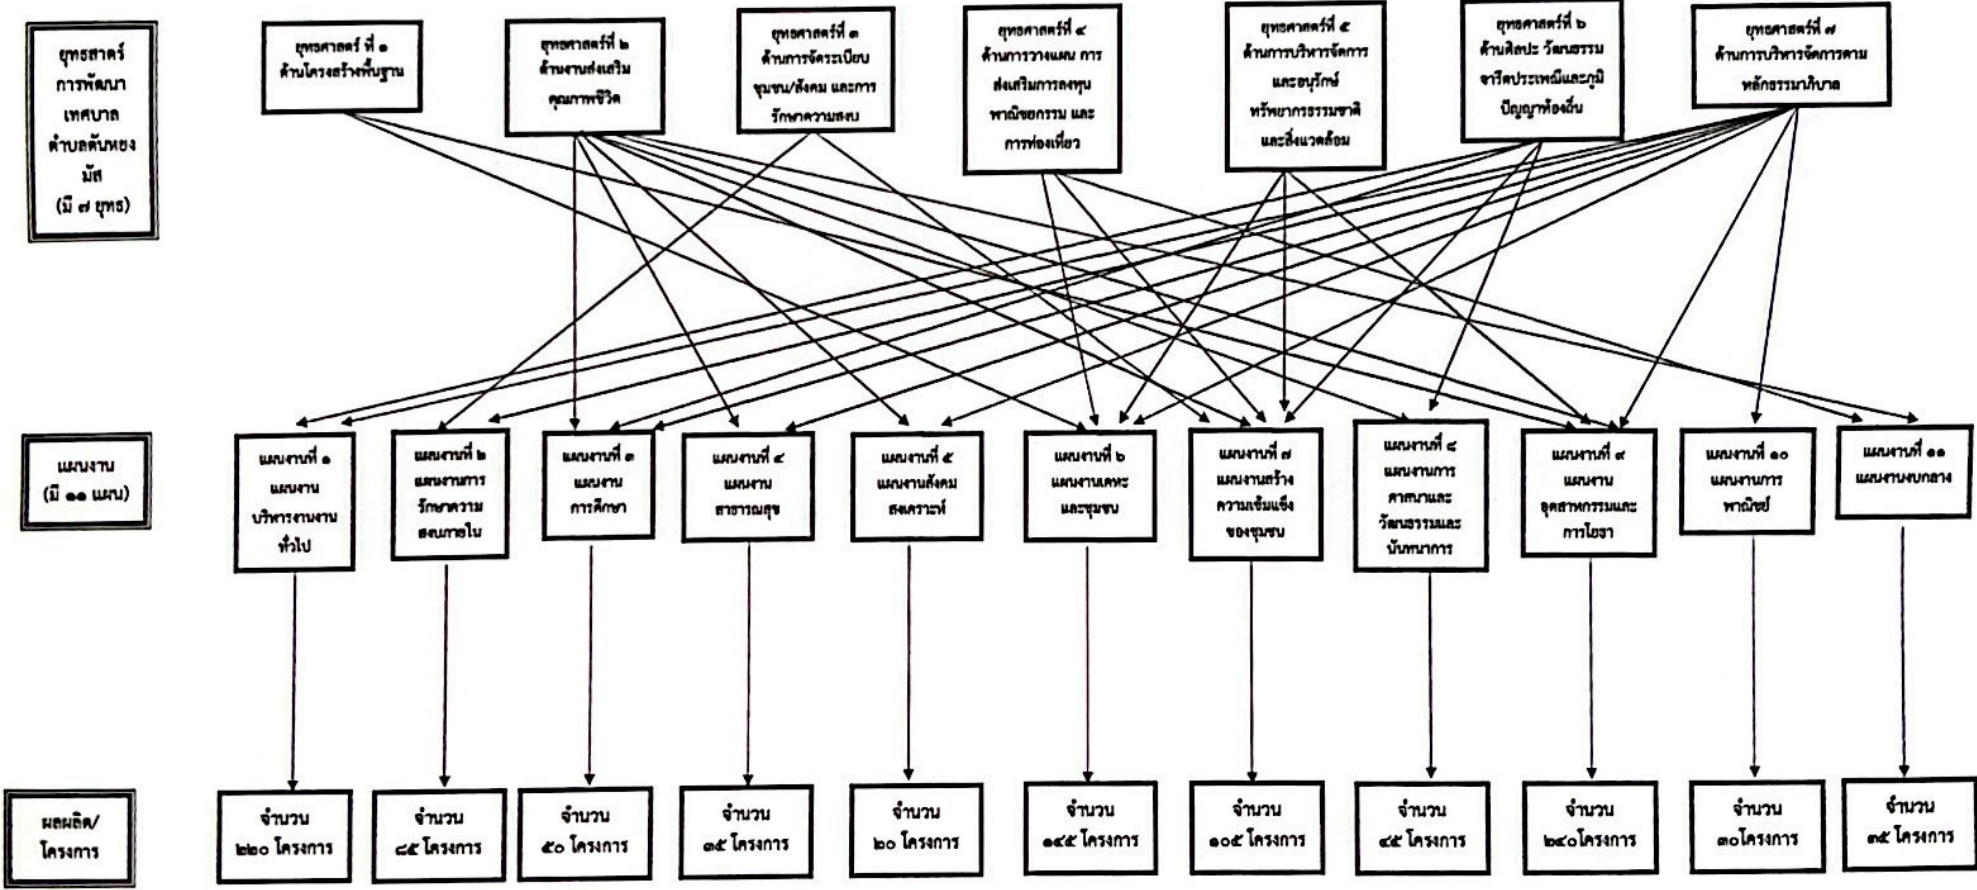 ยุทธสาตร์
การพัฒนา
เทศบาล
ตำบลตันหยง
มัส
(มี ๗ ยุทธ)
ยุทธศาสตร์ ที่ ๑
ด้านโครงสร้างพื้นฐาน
ยุทธศาสตร์ที่ ๒
ด้านงานส่งเสริม
คุณภาพชีวิต
ยุทธศาสตร์ที่ ๓
ด้านการจัดระเบียบ
ชุมชน/สังคม และการ
รักษาความสงบ
ยุทธศาสตร์ที่ ๔
ด้านการวางแผน การ
ส่งเสริมการลงทุน
พาณิชยกรรม และ
การท่องเที่ยว
ยุทธศาสตร์ที่ ๕
ด้านการบริหารจัดการ
และอนุรักษ์
ทรัพยากรธรรมชาติ
และสิ่งแวดล้อม
ยุทธศาสตร์ที่ ๖
ด้านศิลปะ วัฒนธรรม
จารีตประเพณีและภูมิ
ปัญญาท้องถิ่น
ยุทธศาสตร์ที่ ๗
ด้านการบริหารจัดการตาม
หลักธรรมาภิบาล
แผนงาน
(มี ๑๑ แผน)
แผนงานที่ ๑
แผนงาน
บริหารงานงาน
ทั่วไป
แผนงานที่ ๒
แผนงานการ
รักษาความ
สงบภายใน
แผนงานที่ ๓
แผนงาน
การศึกษา
แผนงานที่ ๔
แผนงาน
สาธารณสุข
แผนงานที่ ๕
แผนงานสังคม
สงเคราะห์
แผนงานที่ ๖
แผนงานเคหะ
และชุมชน
แผนงานที่ ๗
แผนงานสร้าง
ความเข้มแข็ง
ของชุมชน
แผนงานที่ ๘
แผนงานการ
ศาสนาและ
วัฒนธรรมและ
นันทนาการ
แผนงานที่ ๙
แผนงาน
อุตสาหกรรมและ
การโยธา
แผนงานที่ ๑๐
แผนงานการ
พาณิชย์
แผนงานที่ ๑๑
แผนงานงบกลาง
ผลผลิต/
โครงการ
จำนวน
๒๒๐ โครงการ
จำนวน
๘๕ โครงการ
จำนวน
๕๐ โครงการ
จำนวน
๓๕ โครงการ
จำนวน
๒๐ โครงการ
จำนวน
๑๔๕ โครงการ
จำนวน
๑๐๕ โครงการ
จำนวน
๔๕ โครงการ
จำนวน
๒๔๐โครงการ
จำนวน
๓๐โครงการ
จำนวน
๓๕ โครงการ